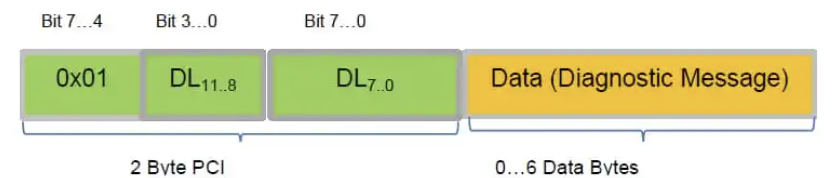 Bit 7…4 Bit 3…0 Bit 7…0
0x01 DL11..8 DL7..0 Data (Diagnostic Message)
2 Byte PCI 0…6 Data Bytes